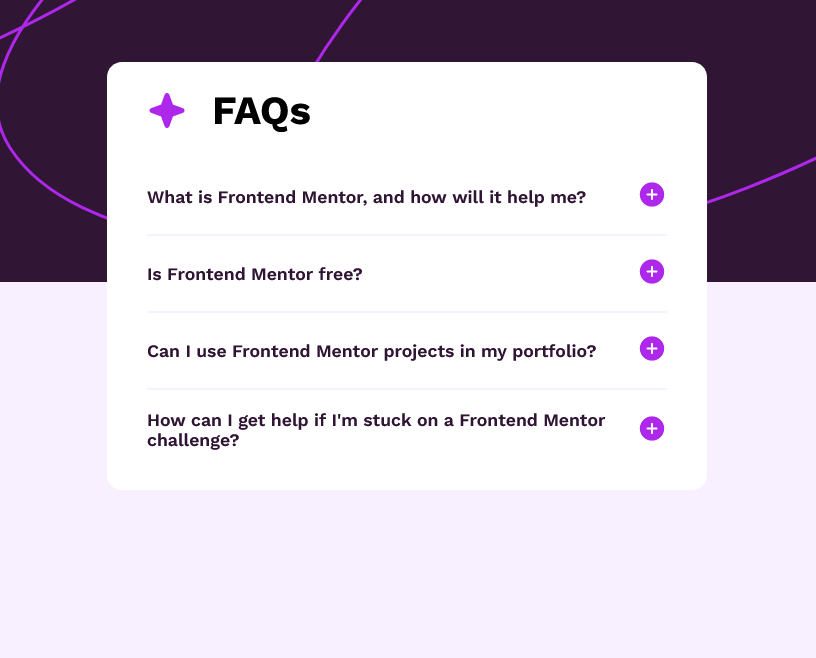 FAQs
What is Frontend Mentor, and how will it help me?
Is Frontend Mentor free?
Can I use Frontend Mentor projects in my portfolio?
How can I get help if I'm stuck on a Frontend Mentor
challenge?